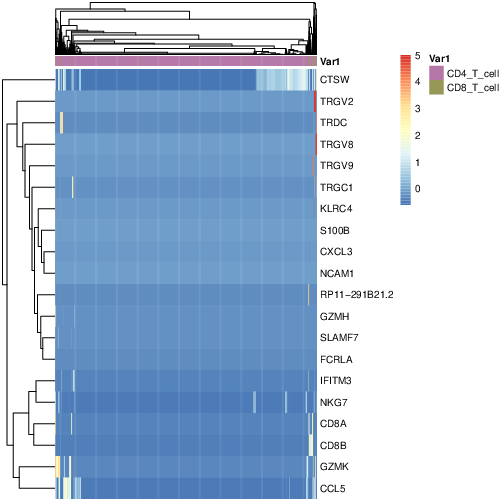 Var1
CTSW
TRGV2
TRDC
TRGV8
TRGV9
TRGC1
KLRC4
S100B
CXCL3
NCAM1
RP11−291B21.2
GZMH
SLAMF7
FCRLA
IFITM3
NKG7
CD8A
CD8B
GZMK
CCL5
5
4
3
2
1
0
Var1
CD4_T_cell
CD8_T_cell